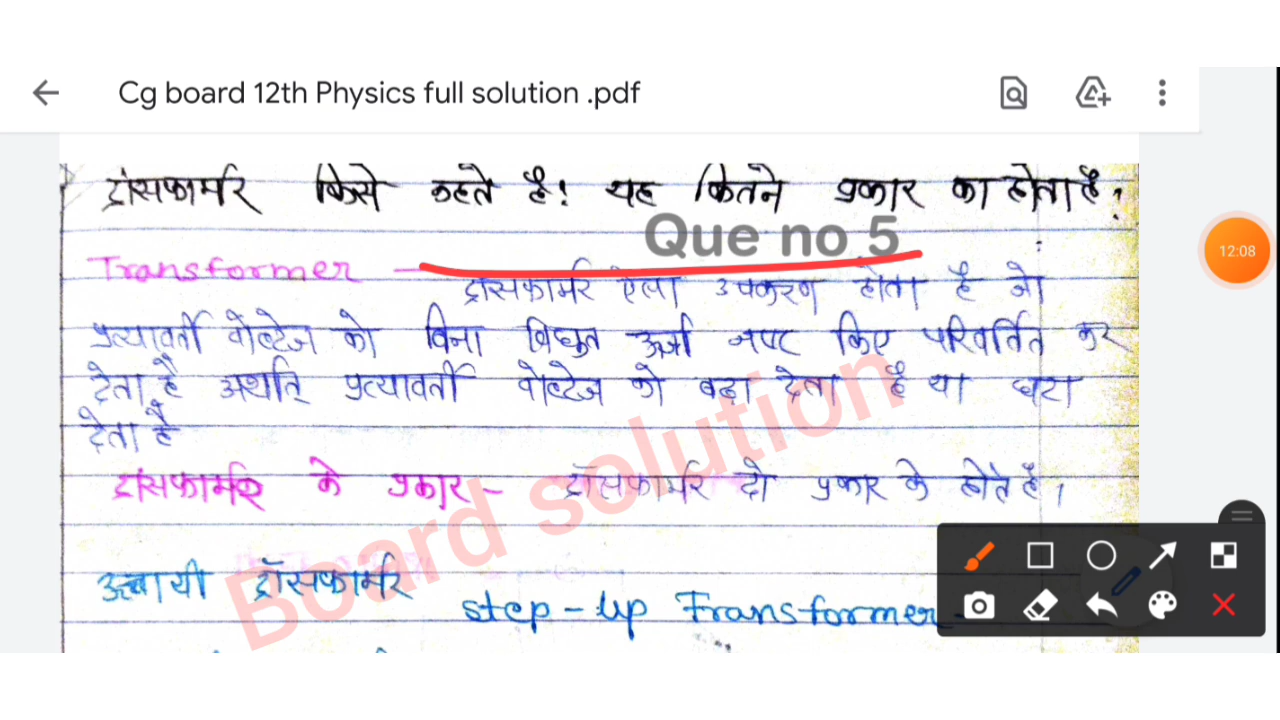 Cg board 12th Physics full solution .pdf
ट्रांसफार्मर किसे कहते है! यह कितने प्रकार का होता है?
Que no 5
Transformer –
ट्रांसफार्मर ऐसा उपकरण होता है जो
प्रत्यावर्ती वोल्टेज को बिना विद्युत ऊर्जा नष्ट किए परिवर्तित कर
देता है अर्थात् प्रत्यावर्ती वोल्टेज को बढ़ा देता है या घटा
देता है
ट्रांसफार्मर के प्रकार – ट्राँसफार्मर दो प्रकार के होते है।
Board solution
उच्चायी ट्राँसफार्मर
step-up Transformer-
12:08